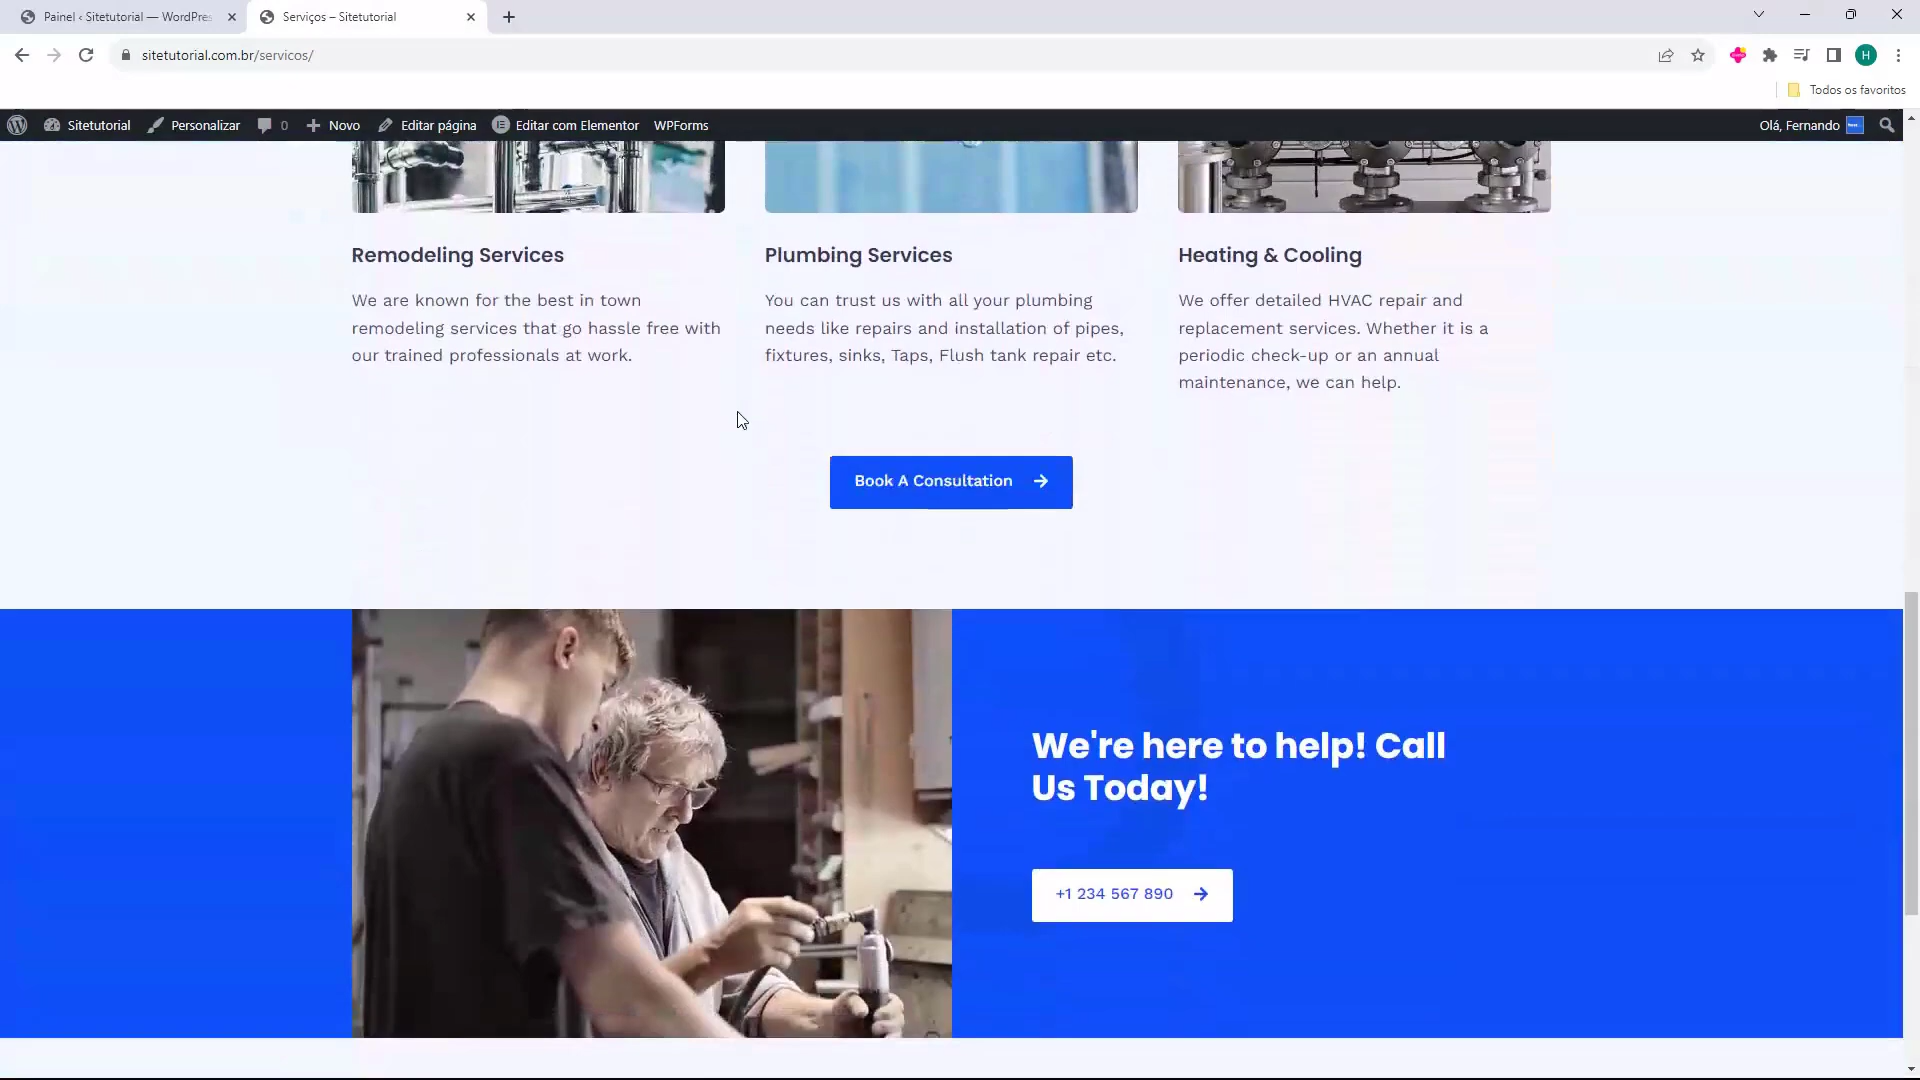 Painel ‹ Sitetutorial — WordPres
Serviços – Sitetutorial
sitetutorial.com.br/servicos/
H
Todos os favoritos
Sitetutorial
Personalizar
0
Novo
Editar página
Editar com Elementor
WPForms
Olá, Fernando
Remodeling Services
We are known for the best in town
remodeling services that go hassle free with
our trained professionals at work.
Plumbing Services
You can trust us with all your plumbing
needs like repairs and installation of pipes,
fixtures, sinks, Taps, Flush tank repair etc.
Heating & Cooling
We offer detailed HVAC repair and
replacement services. Whether it is a
periodic check-up or an annual
maintenance, we can help.
Book A Consultation
We're here to help! Call
Us Today!
+1 234 567 890